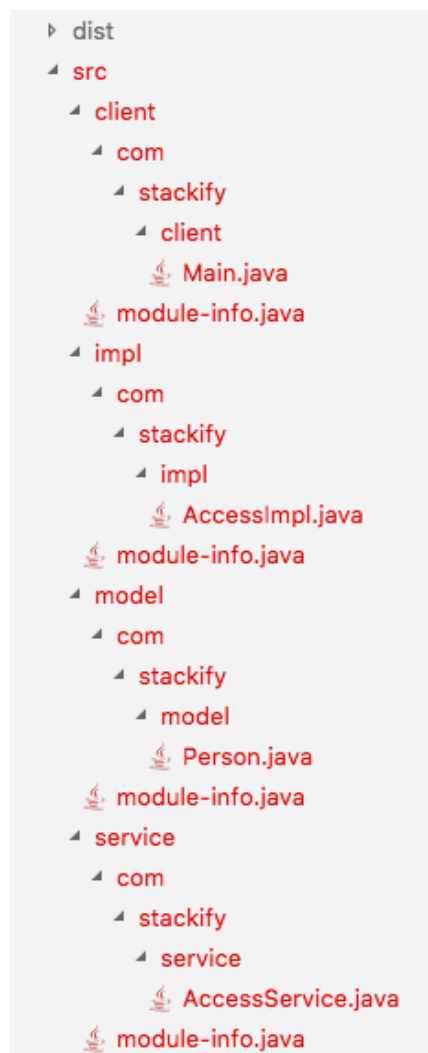 dist
src
client
com
stackify
client
Main.java
module-info.java
impl
com
stackify
impl
AccessImpl.java
module-info.java
model
com
stackify
model
Person.java
module-info.java
service
com
stackify
service
AccessService.java
module-info.java